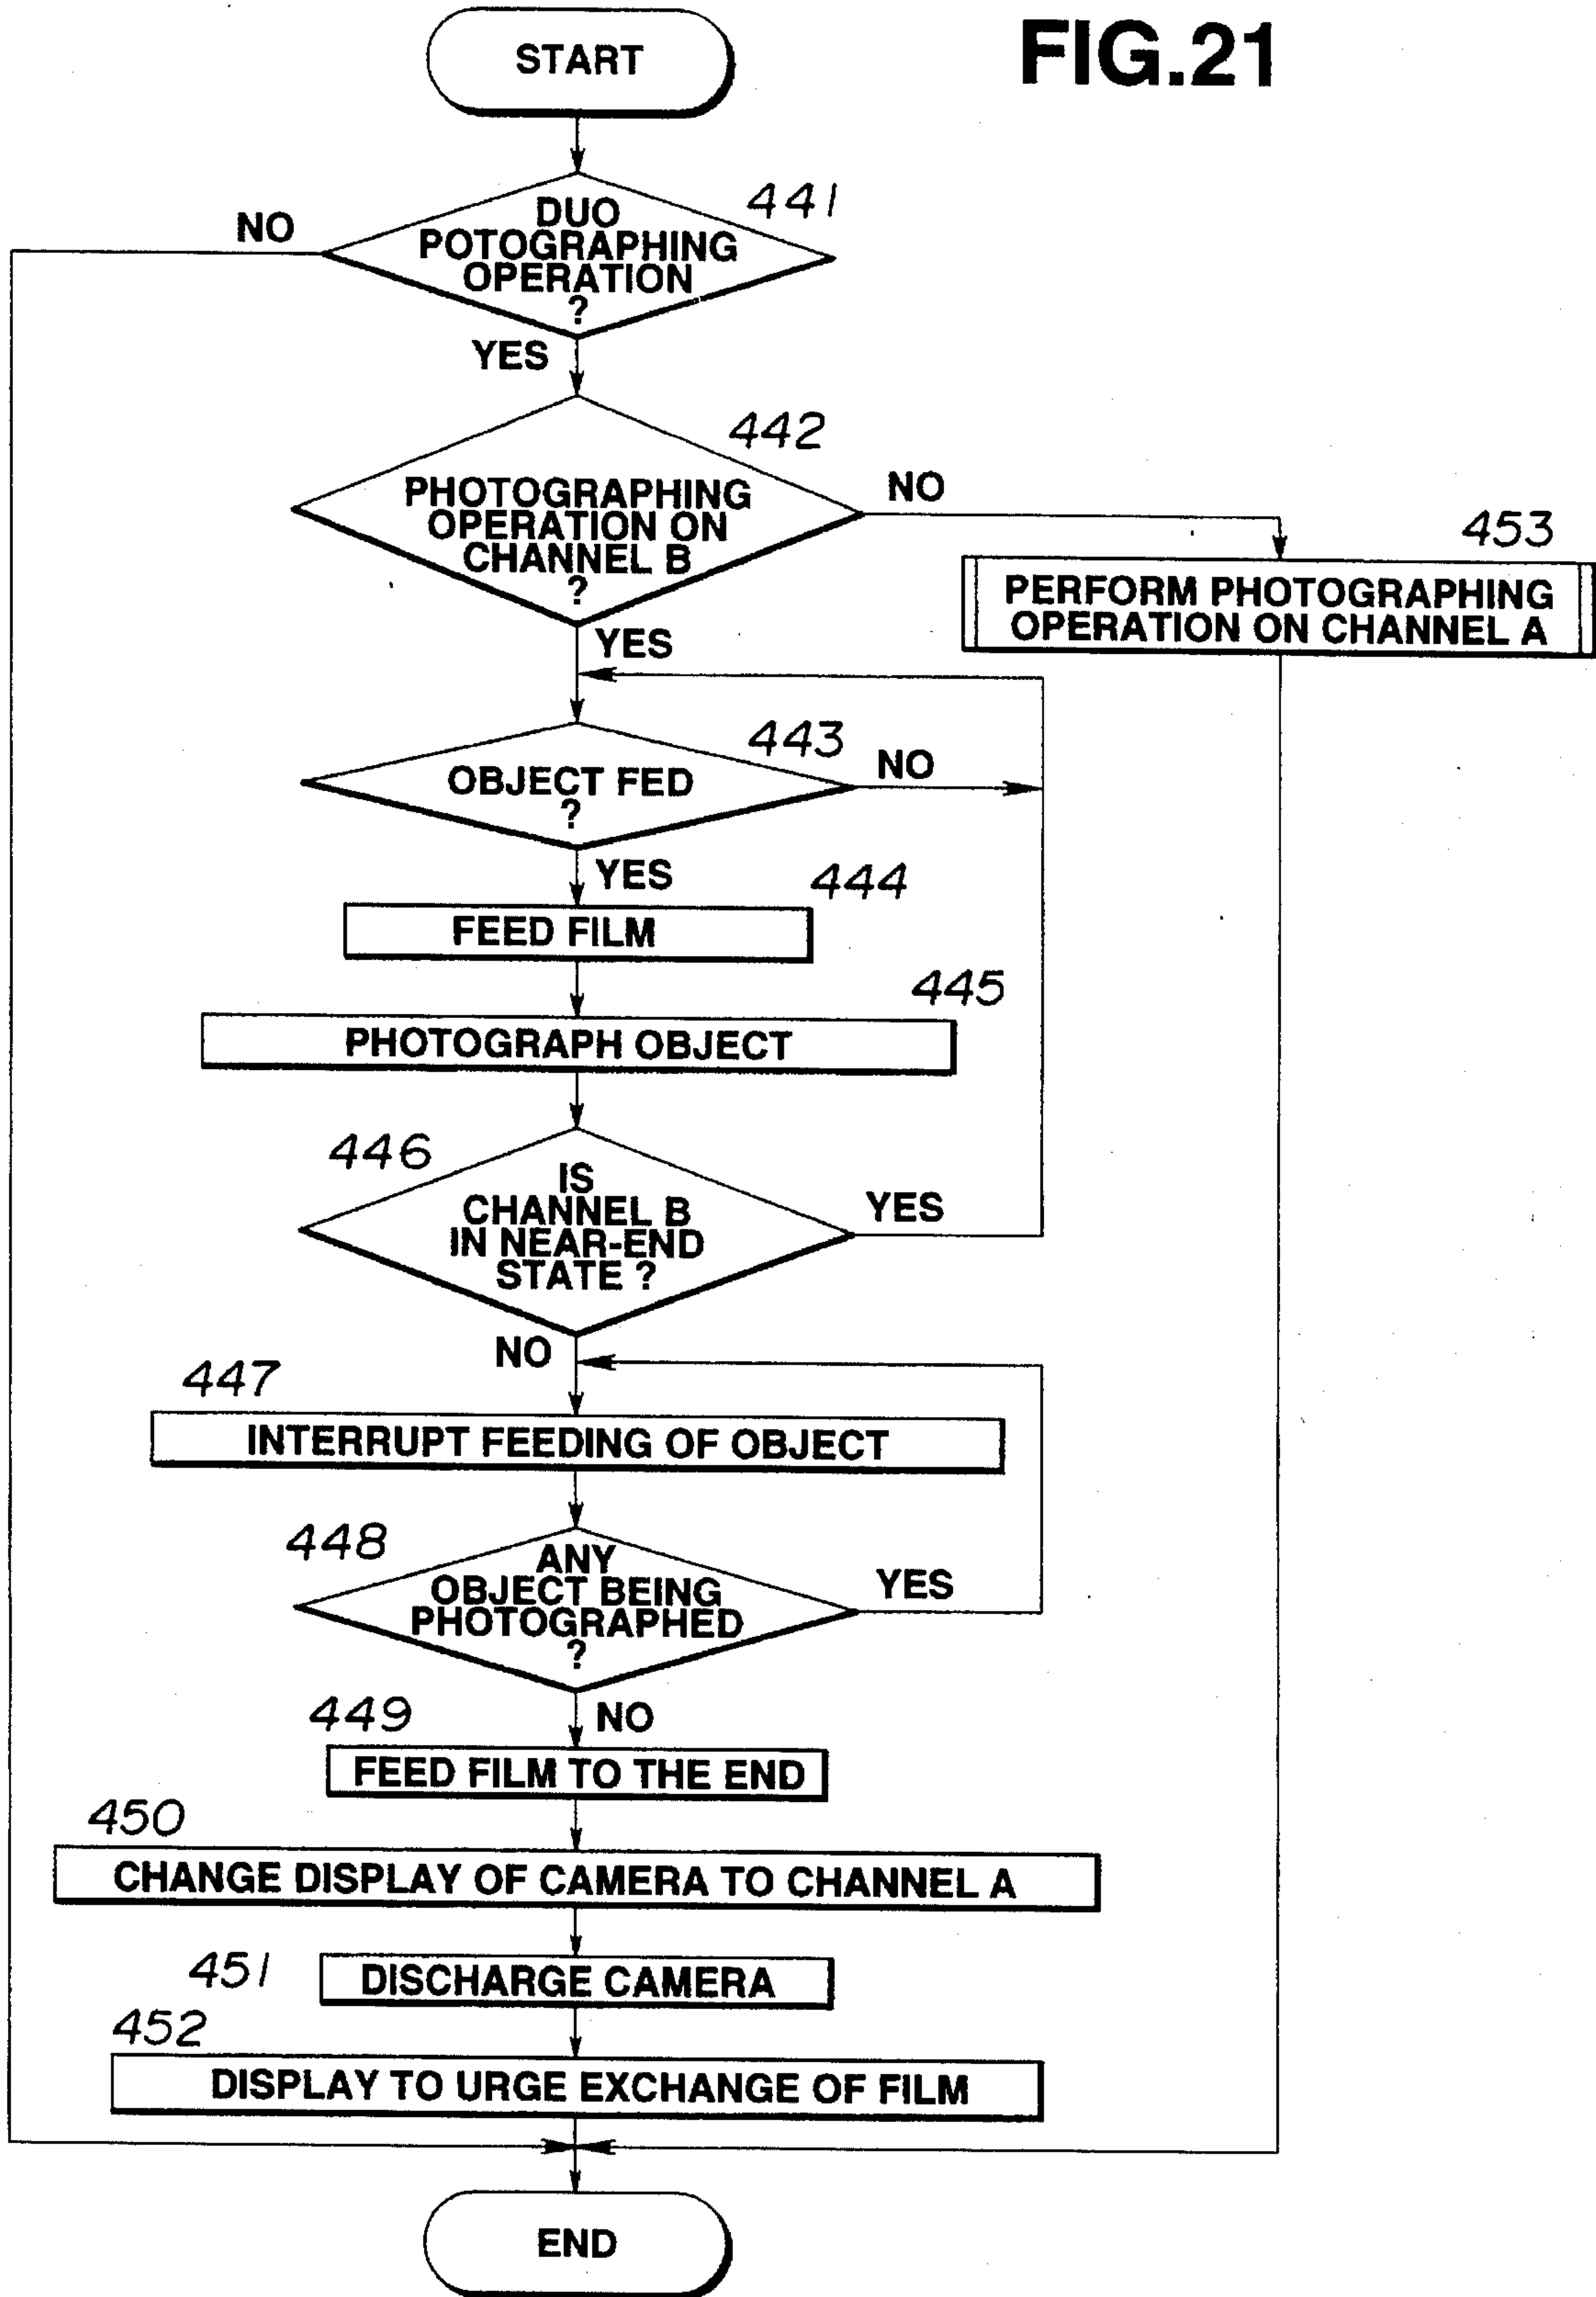 FIG.21
START
441
DUO
POTOGRAPHING
OPERATION
?
NO
YES
442
PHOTOGRAPHING
OPERATION ON
CHANNEL B
?
NO
YES
453
PERFORM PHOTOGRAPHING
OPERATION ON CHANNEL A
443
OBJECT FED
?
NO
YES
444
FEED FILM
445
PHOTOGRAPH OBJECT
446
IS
CHANNEL B
IN NEAR-END
STATE ?
YES
NO
447
INTERRUPT FEEDING OF OBJECT
448
ANY
OBJECT BEING
PHOTOGRAPHED
?
YES
NO
449
FEED FILM TO THE END
450
CHANGE DISPLAY OF CAMERA TO CHANNEL A
451
DISCHARGE CAMERA
452
DISPLAY TO URGE EXCHANGE OF FILM
END